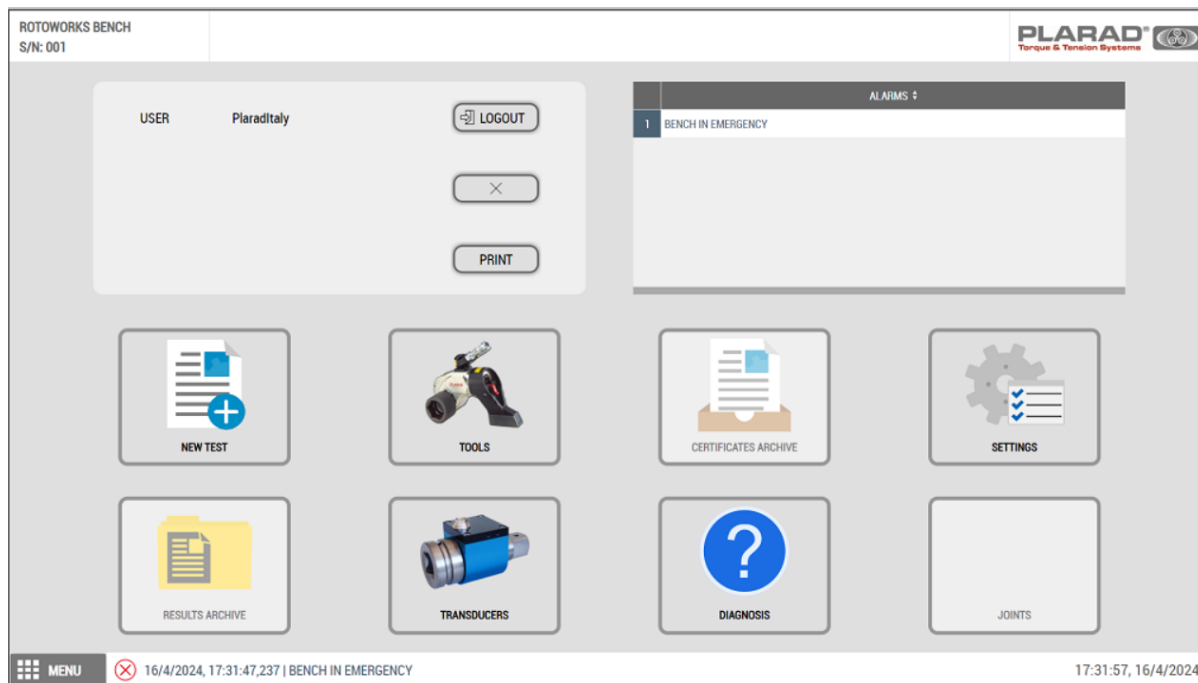 ROTOWORKS BENCH
S/N: 001
PLARAD®
Torque & Tension Systems
USER PlaradItaly
LOGOUT
PRINT
ALARMS
1 BENCH IN EMERGENCY
NEW TEST
TOOLS
CERTIFICATES ARCHIVE
SETTINGS
RESULTS ARCHIVE
TRANSDUCERS
DIAGNOSIS
JOINTS
MENU
16/4/2024, 17:31:47,237 | BENCH IN EMERGENCY
17:31:57, 16/4/2024